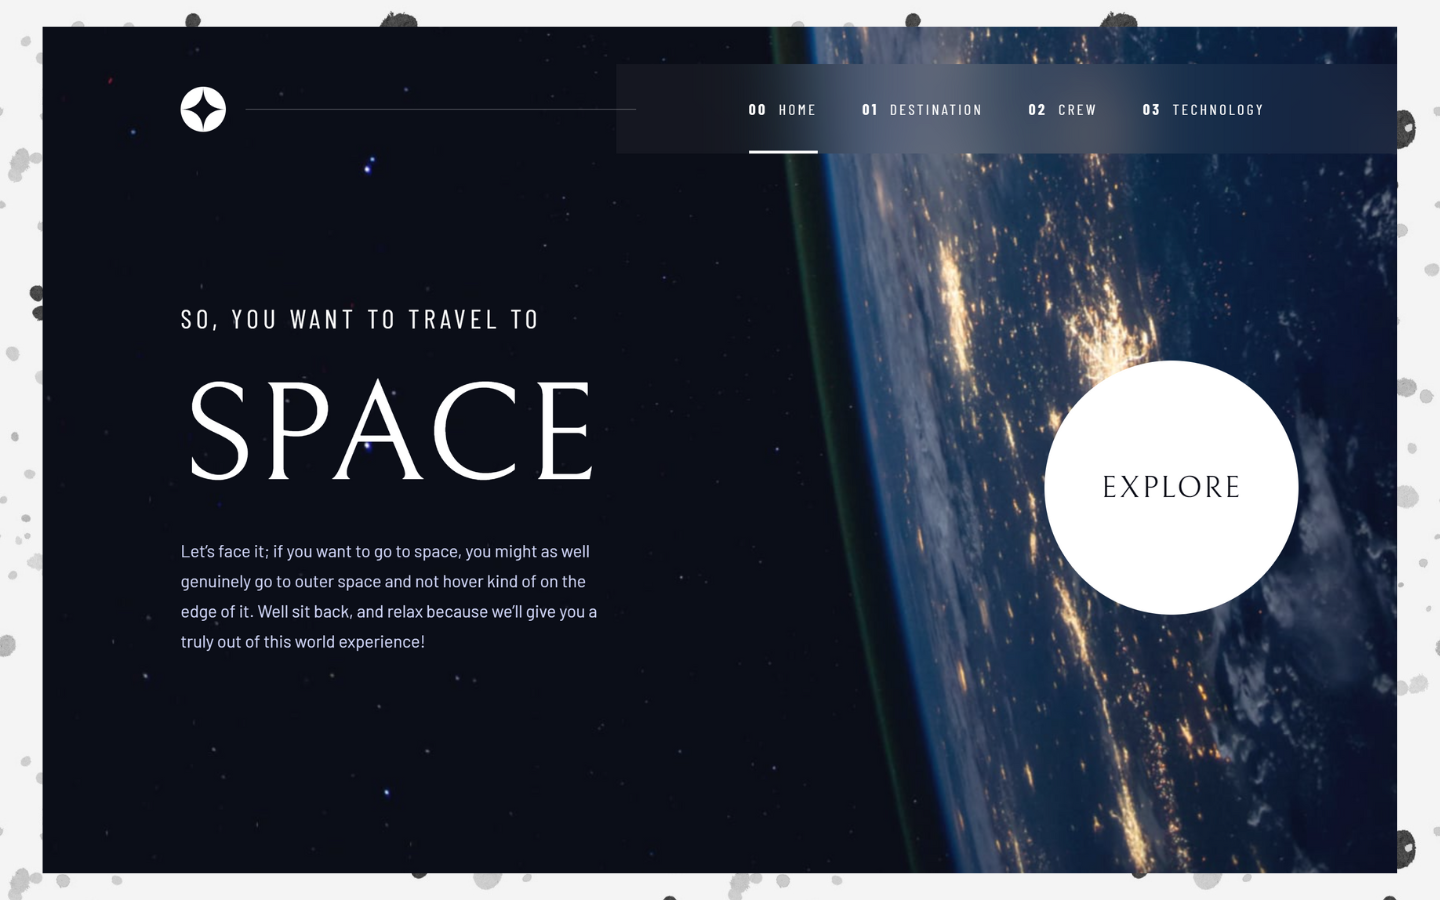 00 HOME 01 DESTINATION 02 CREW 03 TECHNOLOGY
SO, YOU WANT TO TRAVEL TO
SPACE
Let’s face it; if you want to go to space, you might as well
genuinely go to outer space and not hover kind of on the
edge of it. Well sit back, and relax because we’ll give you a
truly out of this world experience!
EXPLORE